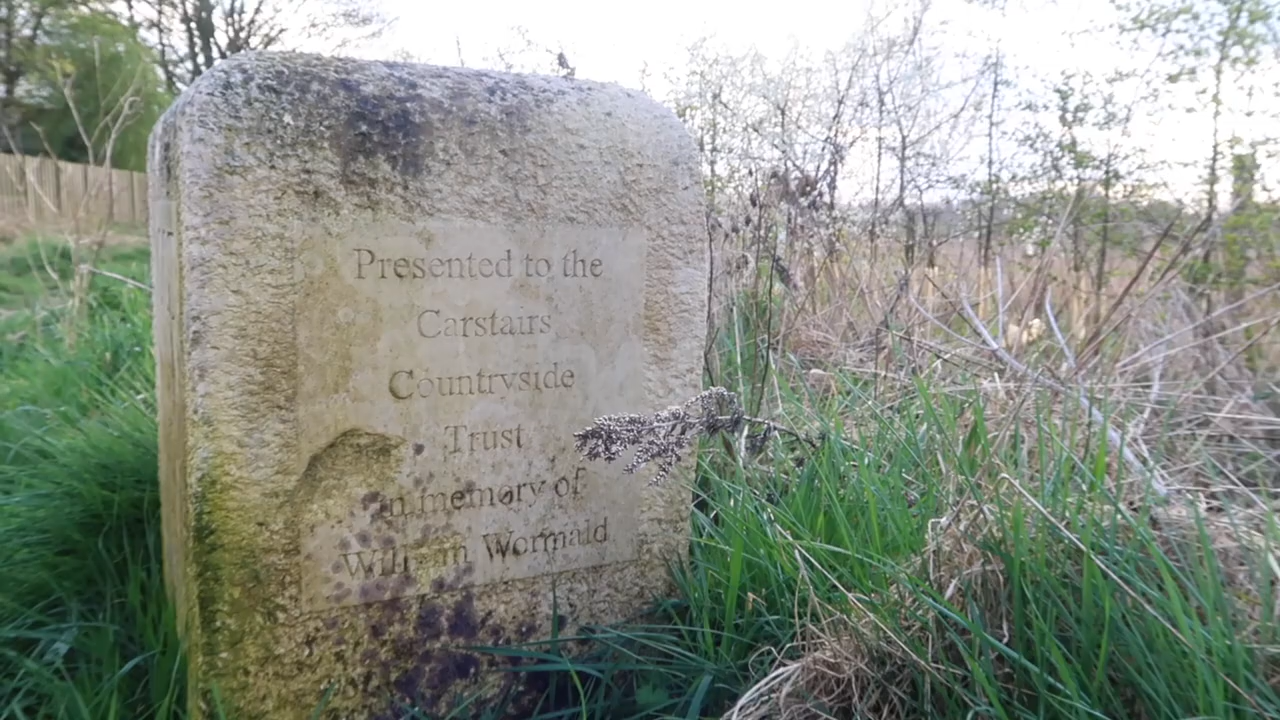 Presented to the
Carstairs
Countryside
Trust
in memory of
William Wormald